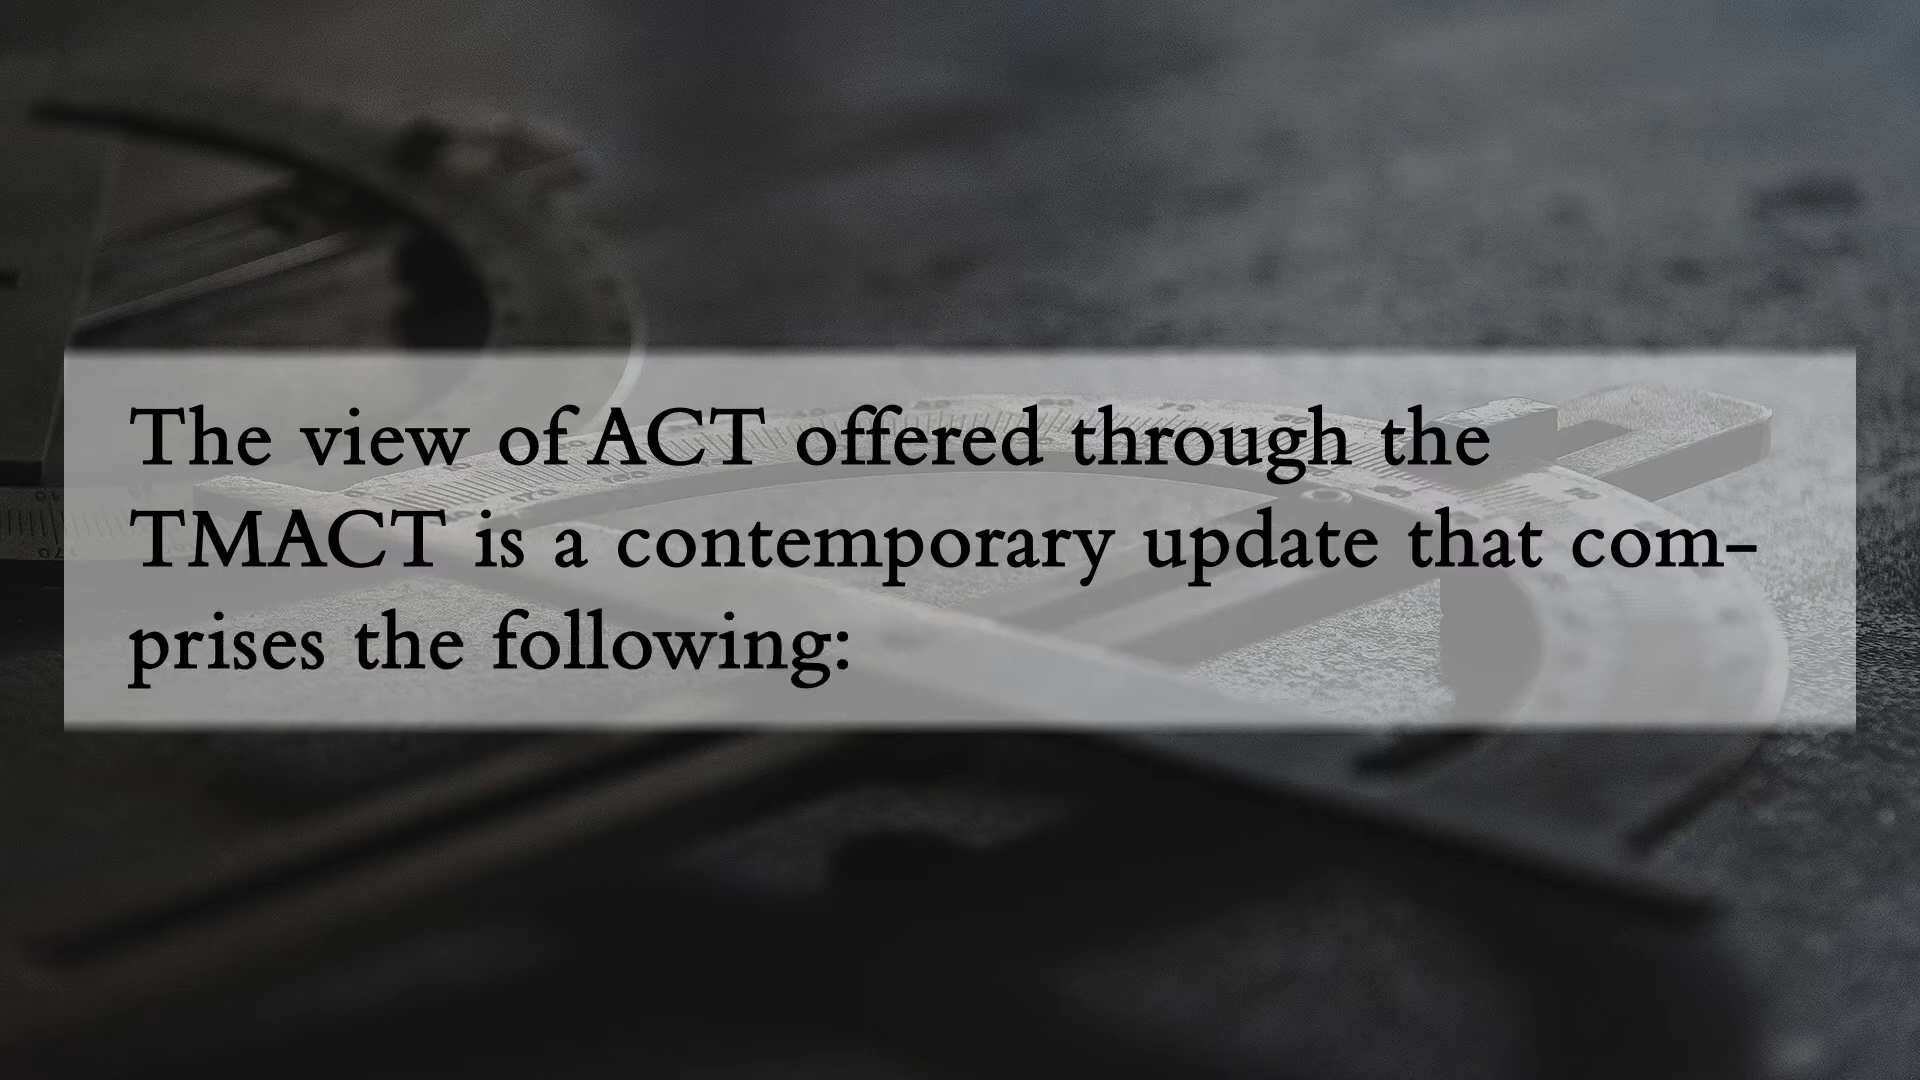 The view of ACT offered through the
TMACT is a contemporary update that com-
prises the following: